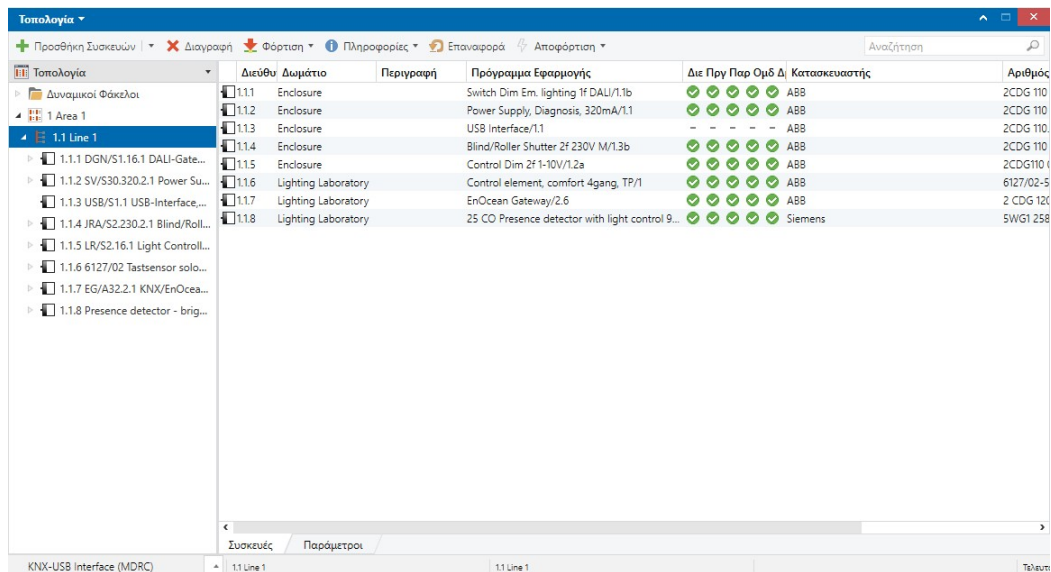 Τοπολογία
Προσθήκη Συσκευών Διαγραφή Φόρτιση Πληροφορίες Επαναφορά Αποφόρτιση Αναζήτηση
Τοπολογία
Δυναμικοί Φάκελοι
1 Area 1
1.1 Line 1
1.1.1 DGN/S1.16.1 DALI-Gate...
1.1.2 SV/S30.320.2.1 Power Su...
1.1.3 USB/S1.1 USB-Interface,...
1.1.4 JRA/S2.230.2.1 Blind/Roll...
1.1.5 LR/S2.16.1 Light Controll...
1.1.6 6127/02 Tastsensor solo...
1.1.7 EG/A32.2.1 KNX/EnOcea...
1.1.8 Presence detector - brig...
Διεύθυ Δωμάτιο Περιγραφή Πρόγραμμα Εφαρμογής Διε Πρy Παρ Ομδ Δι Κατασκευαστής Αριθμός
1.1.1 Enclosure Switch Dim Em. lighting 1f DALI/1.1b ABB 2CDG 110
1.1.2 Enclosure Power Supply, Diagnosis, 320mA/1.1 ABB 2CDG 110
1.1.3 Enclosure USB Interface/1.1 - - - - - ABB 2CDG 110.
1.1.4 Enclosure Blind/Roller Shutter 2f 230V M/1.3b ABB 2CDG 110
1.1.5 Enclosure Control Dim 2f 1-10V/1.2a ABB 2CDG110
1.1.6 Lighting Laboratory Control element, comfort 4gang, TP/1 ABB 6127/02-5
1.1.7 Lighting Laboratory EnOcean Gateway/2.6 ABB 2 CDG 120
1.1.8 Lighting Laboratory 25 CO Presence detector with light control 9... Siemens 5WG1 258
Συσκευές Παράμετροι
KNX-USB Interface (MDRC) 1.1 Line 1 1.1 Line 1 Τελευτ